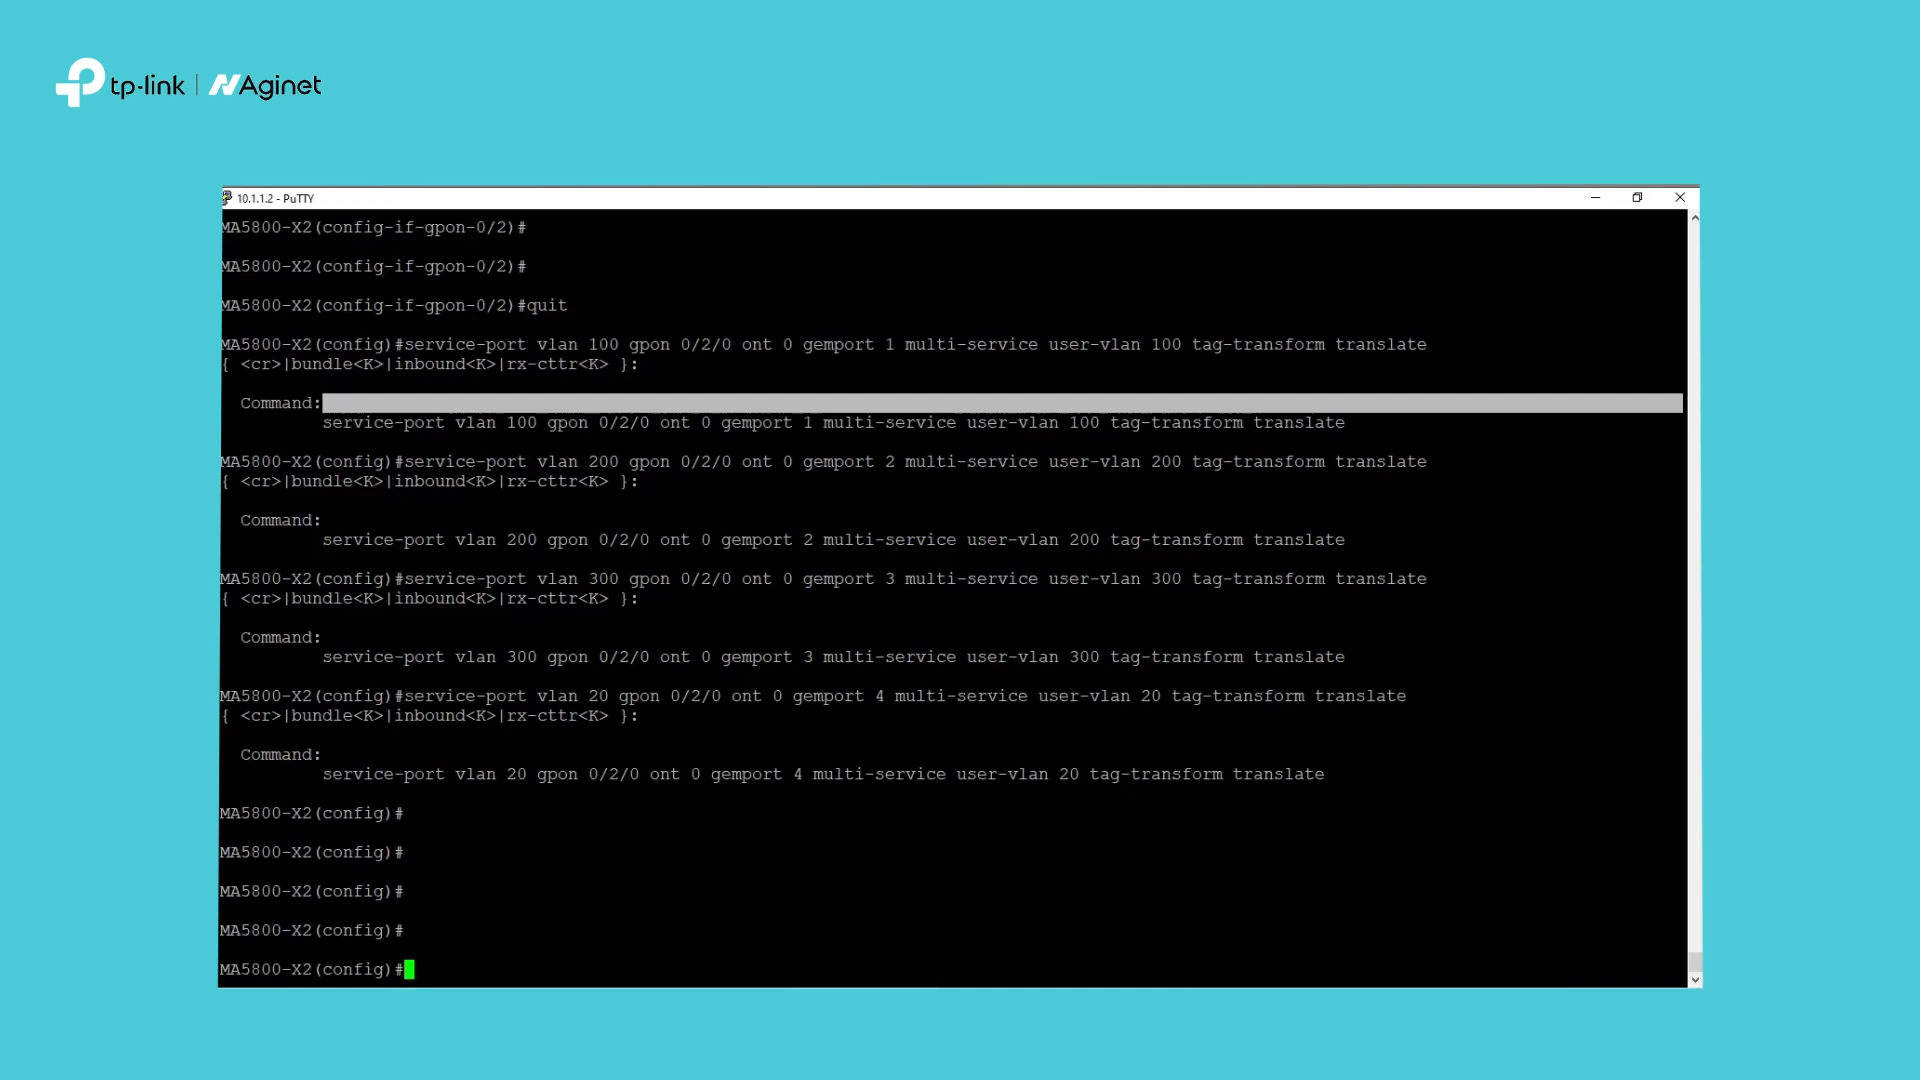 tp-link | Aginet
10.1.1.2 - PuTTY
MA5800-X2(config-if-gpon-0/2)#
MA5800-X2(config-if-gpon-0/2)#
MA5800-X2(config-if-gpon-0/2)#quit
MA5800-X2(config)#service-port vlan 100 gpon 0/2/0 ont 0 gemport 1 multi-service user-vlan 100 tag-transform translate
{ <cr>|bundle<K>|inbound<K>|rx-cttr<K> }:
Command:
service-port vlan 100 gpon 0/2/0 ont 0 gemport 1 multi-service user-vlan 100 tag-transform translate
MA5800-X2(config)#service-port vlan 200 gpon 0/2/0 ont 0 gemport 2 multi-service user-vlan 200 tag-transform translate
{ <cr>|bundle<K>|inbound<K>|rx-cttr<K> }:
Command:
service-port vlan 200 gpon 0/2/0 ont 0 gemport 2 multi-service user-vlan 200 tag-transform translate
MA5800-X2(config)#service-port vlan 300 gpon 0/2/0 ont 0 gemport 3 multi-service user-vlan 300 tag-transform translate
{ <cr>|bundle<K>|inbound<K>|rx-cttr<K> }:
Command:
service-port vlan 300 gpon 0/2/0 ont 0 gemport 3 multi-service user-vlan 300 tag-transform translate
MA5800-X2(config)#service-port vlan 20 gpon 0/2/0 ont 0 gemport 4 multi-service user-vlan 20 tag-transform translate
{ <cr>|bundle<K>|inbound<K>|rx-cttr<K> }:
Command:
service-port vlan 20 gpon 0/2/0 ont 0 gemport 4 multi-service user-vlan 20 tag-transform translate
MA5800-X2(config)#
MA5800-X2(config)#
MA5800-X2(config)#
MA5800-X2(config)#
MA5800-X2(config)#